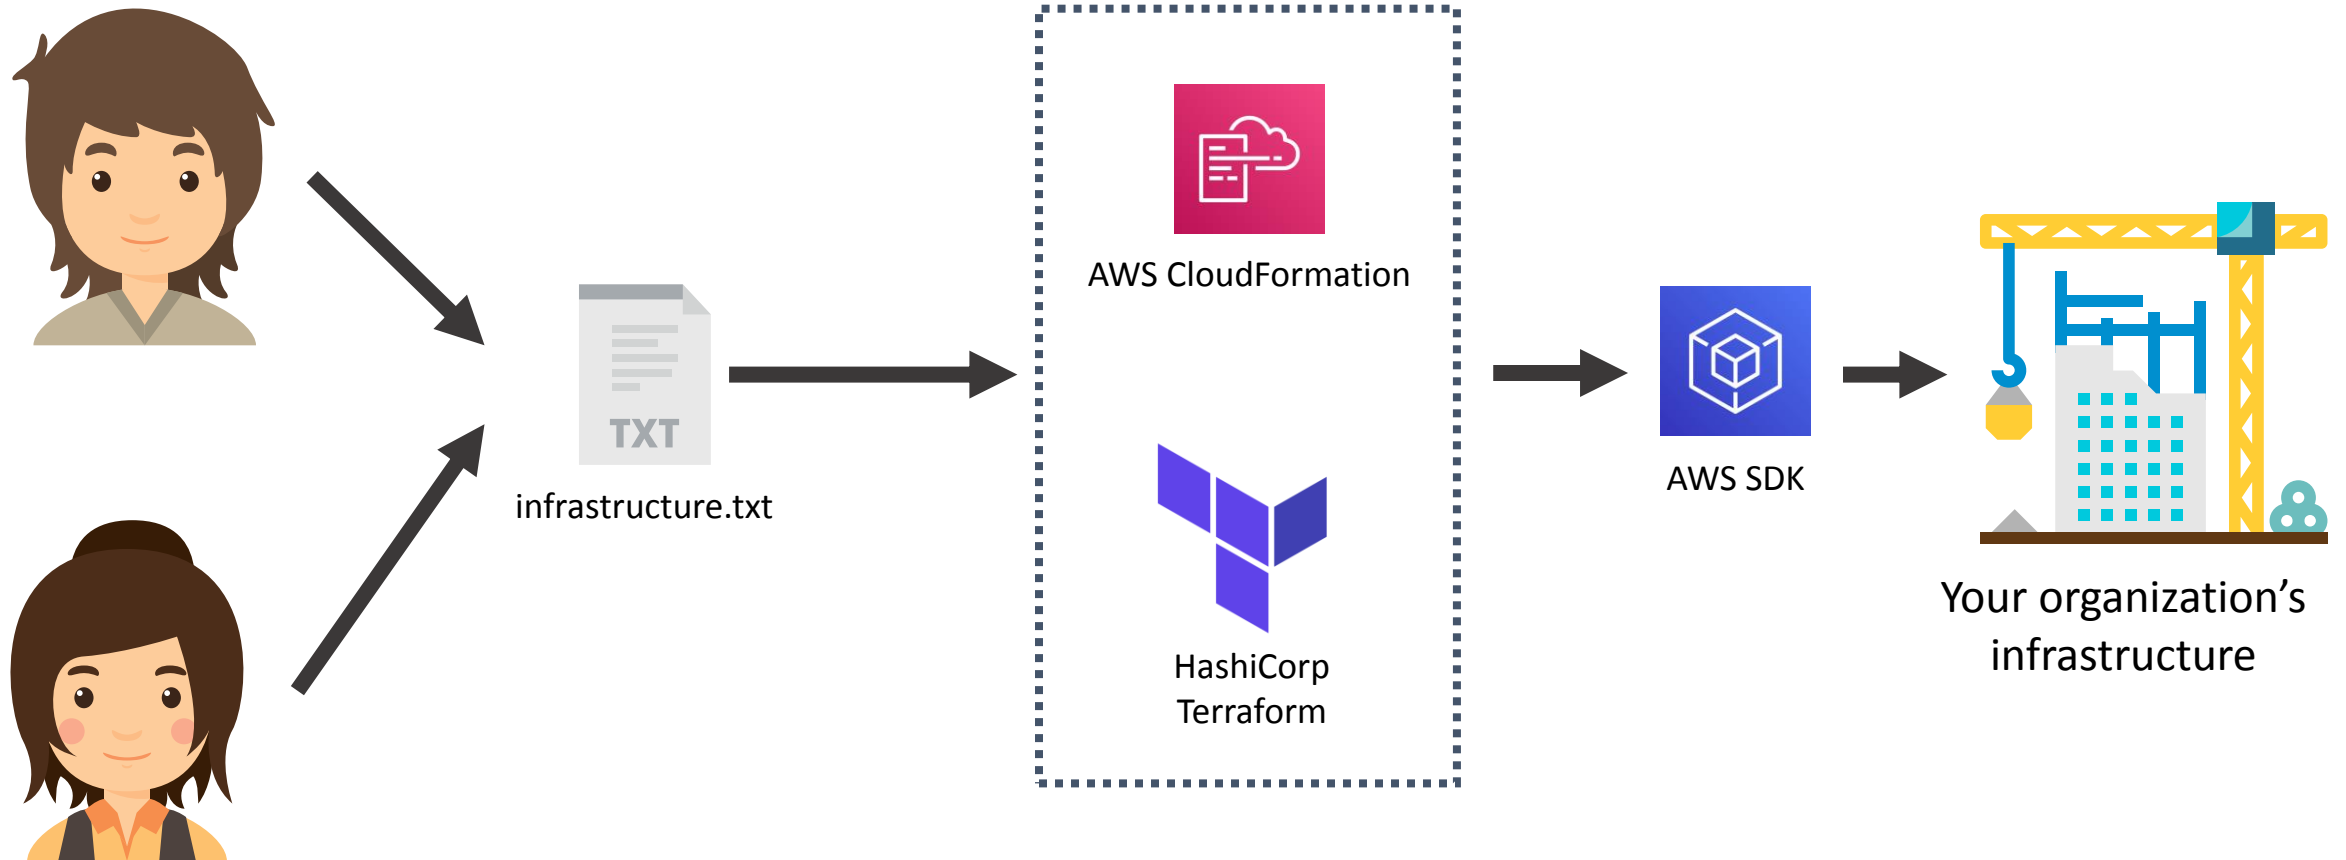 AWS CloudFormation
TXT
infrastructure.txt
AWS SDK
HashiCorp
Terraform
Your organization’s
infrastructure